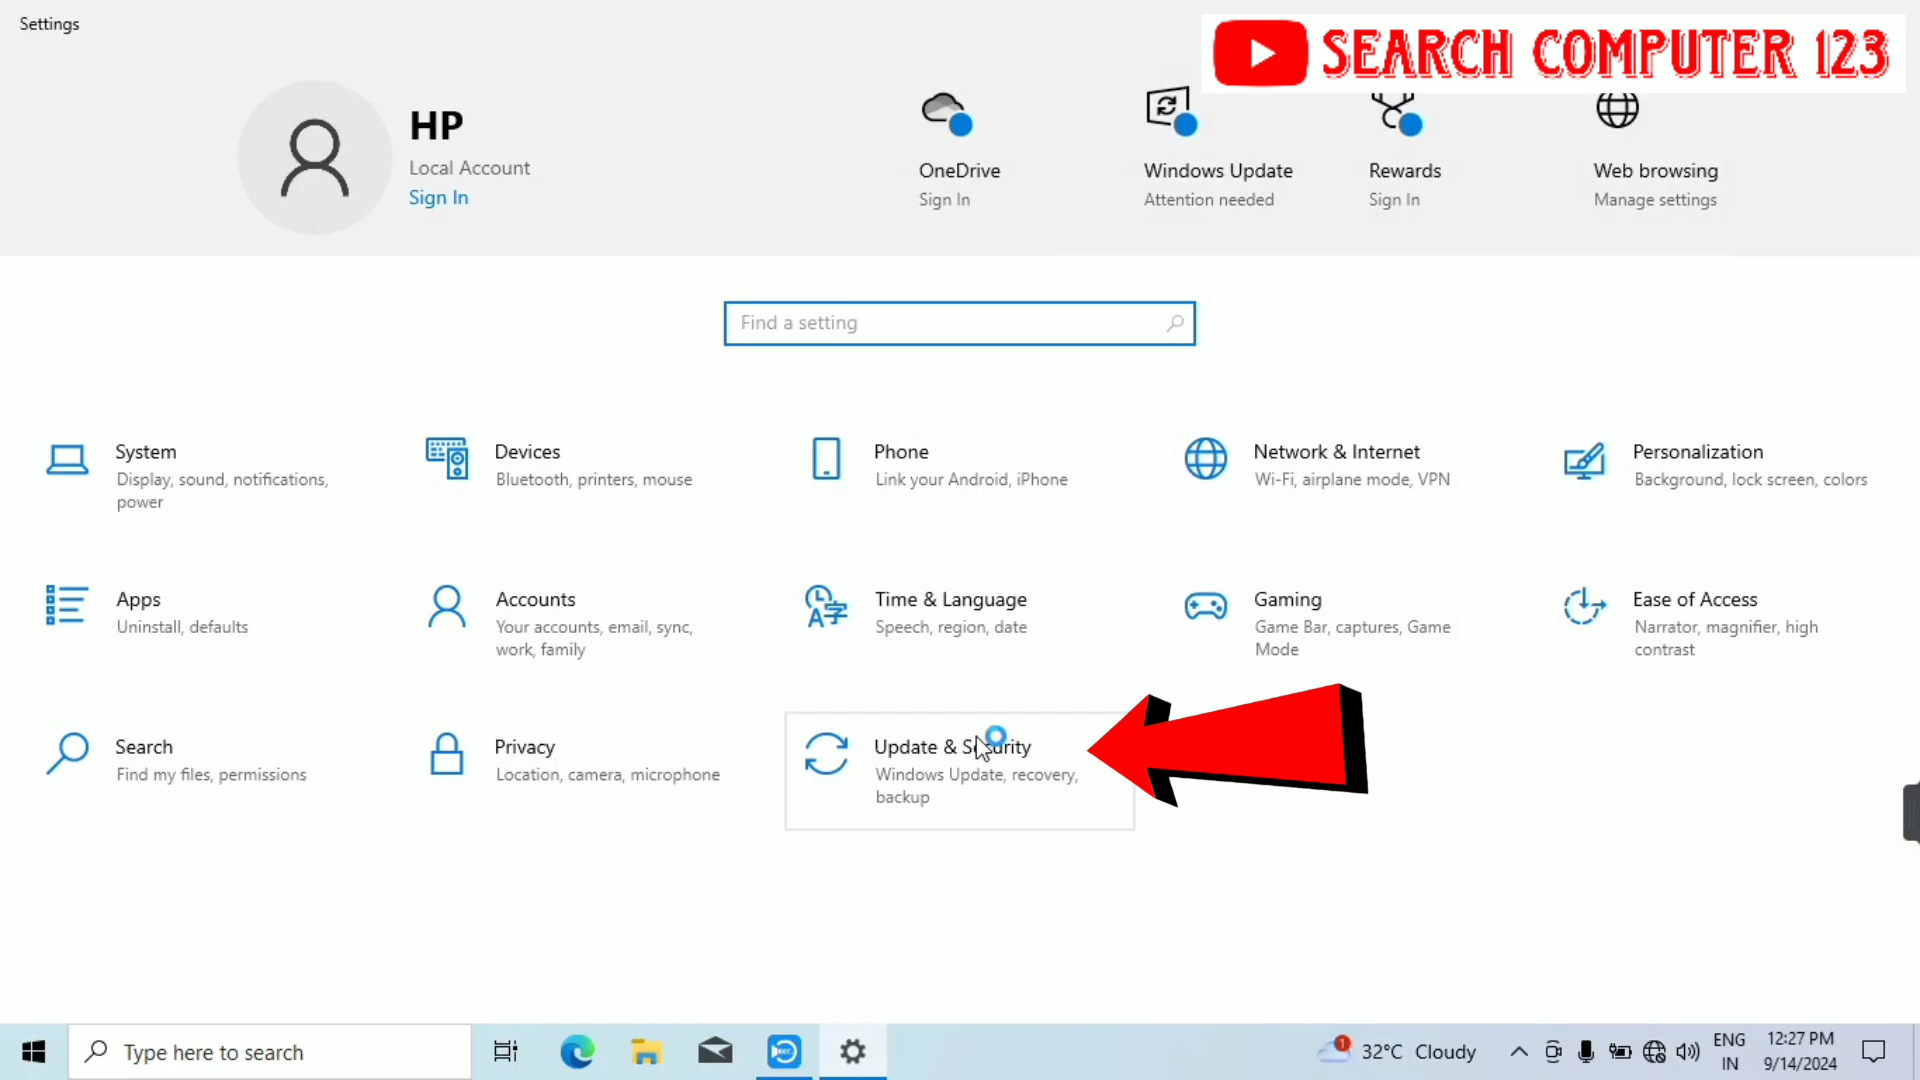 Settings
SEARCH COMPUTER 123
HP
Local Account
Sign In
OneDrive
Sign In
Windows Update
Attention needed
Rewards
Sign In
Web browsing
Manage settings
Find a setting
System
Display, sound, notifications,
power
Devices
Bluetooth, printers, mouse
Phone
Link your Android, iPhone
Network & Internet
Wi-Fi, airplane mode, VPN
Personalization
Background, lock screen, colors
Apps
Uninstall, defaults
Accounts
Your accounts, email, sync,
work, family
Time & Language
Speech, region, date
Gaming
Game Bar, captures, Game
Mode
Ease of Access
Narrator, magnifier, high
contrast
Search
Find my files, permissions
Privacy
Location, camera, microphone
Update & Security
Windows Update, recovery,
backup
Type here to search
REC
1
32°C Cloudy
ENG
IN
12:27 PM
9/14/2024